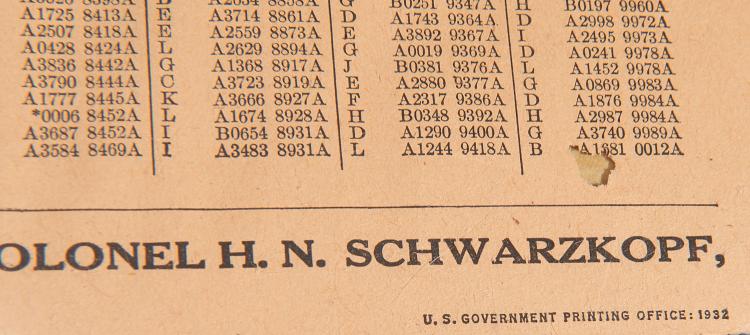 A1725 8413A E A3714 8861A D A1743 9364A D A2998 9972A
A2507 8418A E A2559 8873A E A3892 9367A I A2495 9973A
A0428 8424A L A2629 8894A G A0019 9369A D A0241 9978A
A3836 8442A G A1368 8917A J B0381 9376A L A1452 9978A
A3790 8444A C A3723 8919A E A2880 9377A G A0869 9983A
A1777 8445A K A3666 8927A F A2317 9386A D A1876 9984A
*0006 8452A L A1674 8928A H B0348 9392A H A2987 9984A
A3687 8452A I B0654 8931A D A1290 9400A G A3740 9989A
A3584 8469A I A3483 8931A L A1244 9418A B 0012A
OLONEL H. N. SCHWARZKOPF,
U. S. GOVERNMENT PRINTING OFFICE: 1932